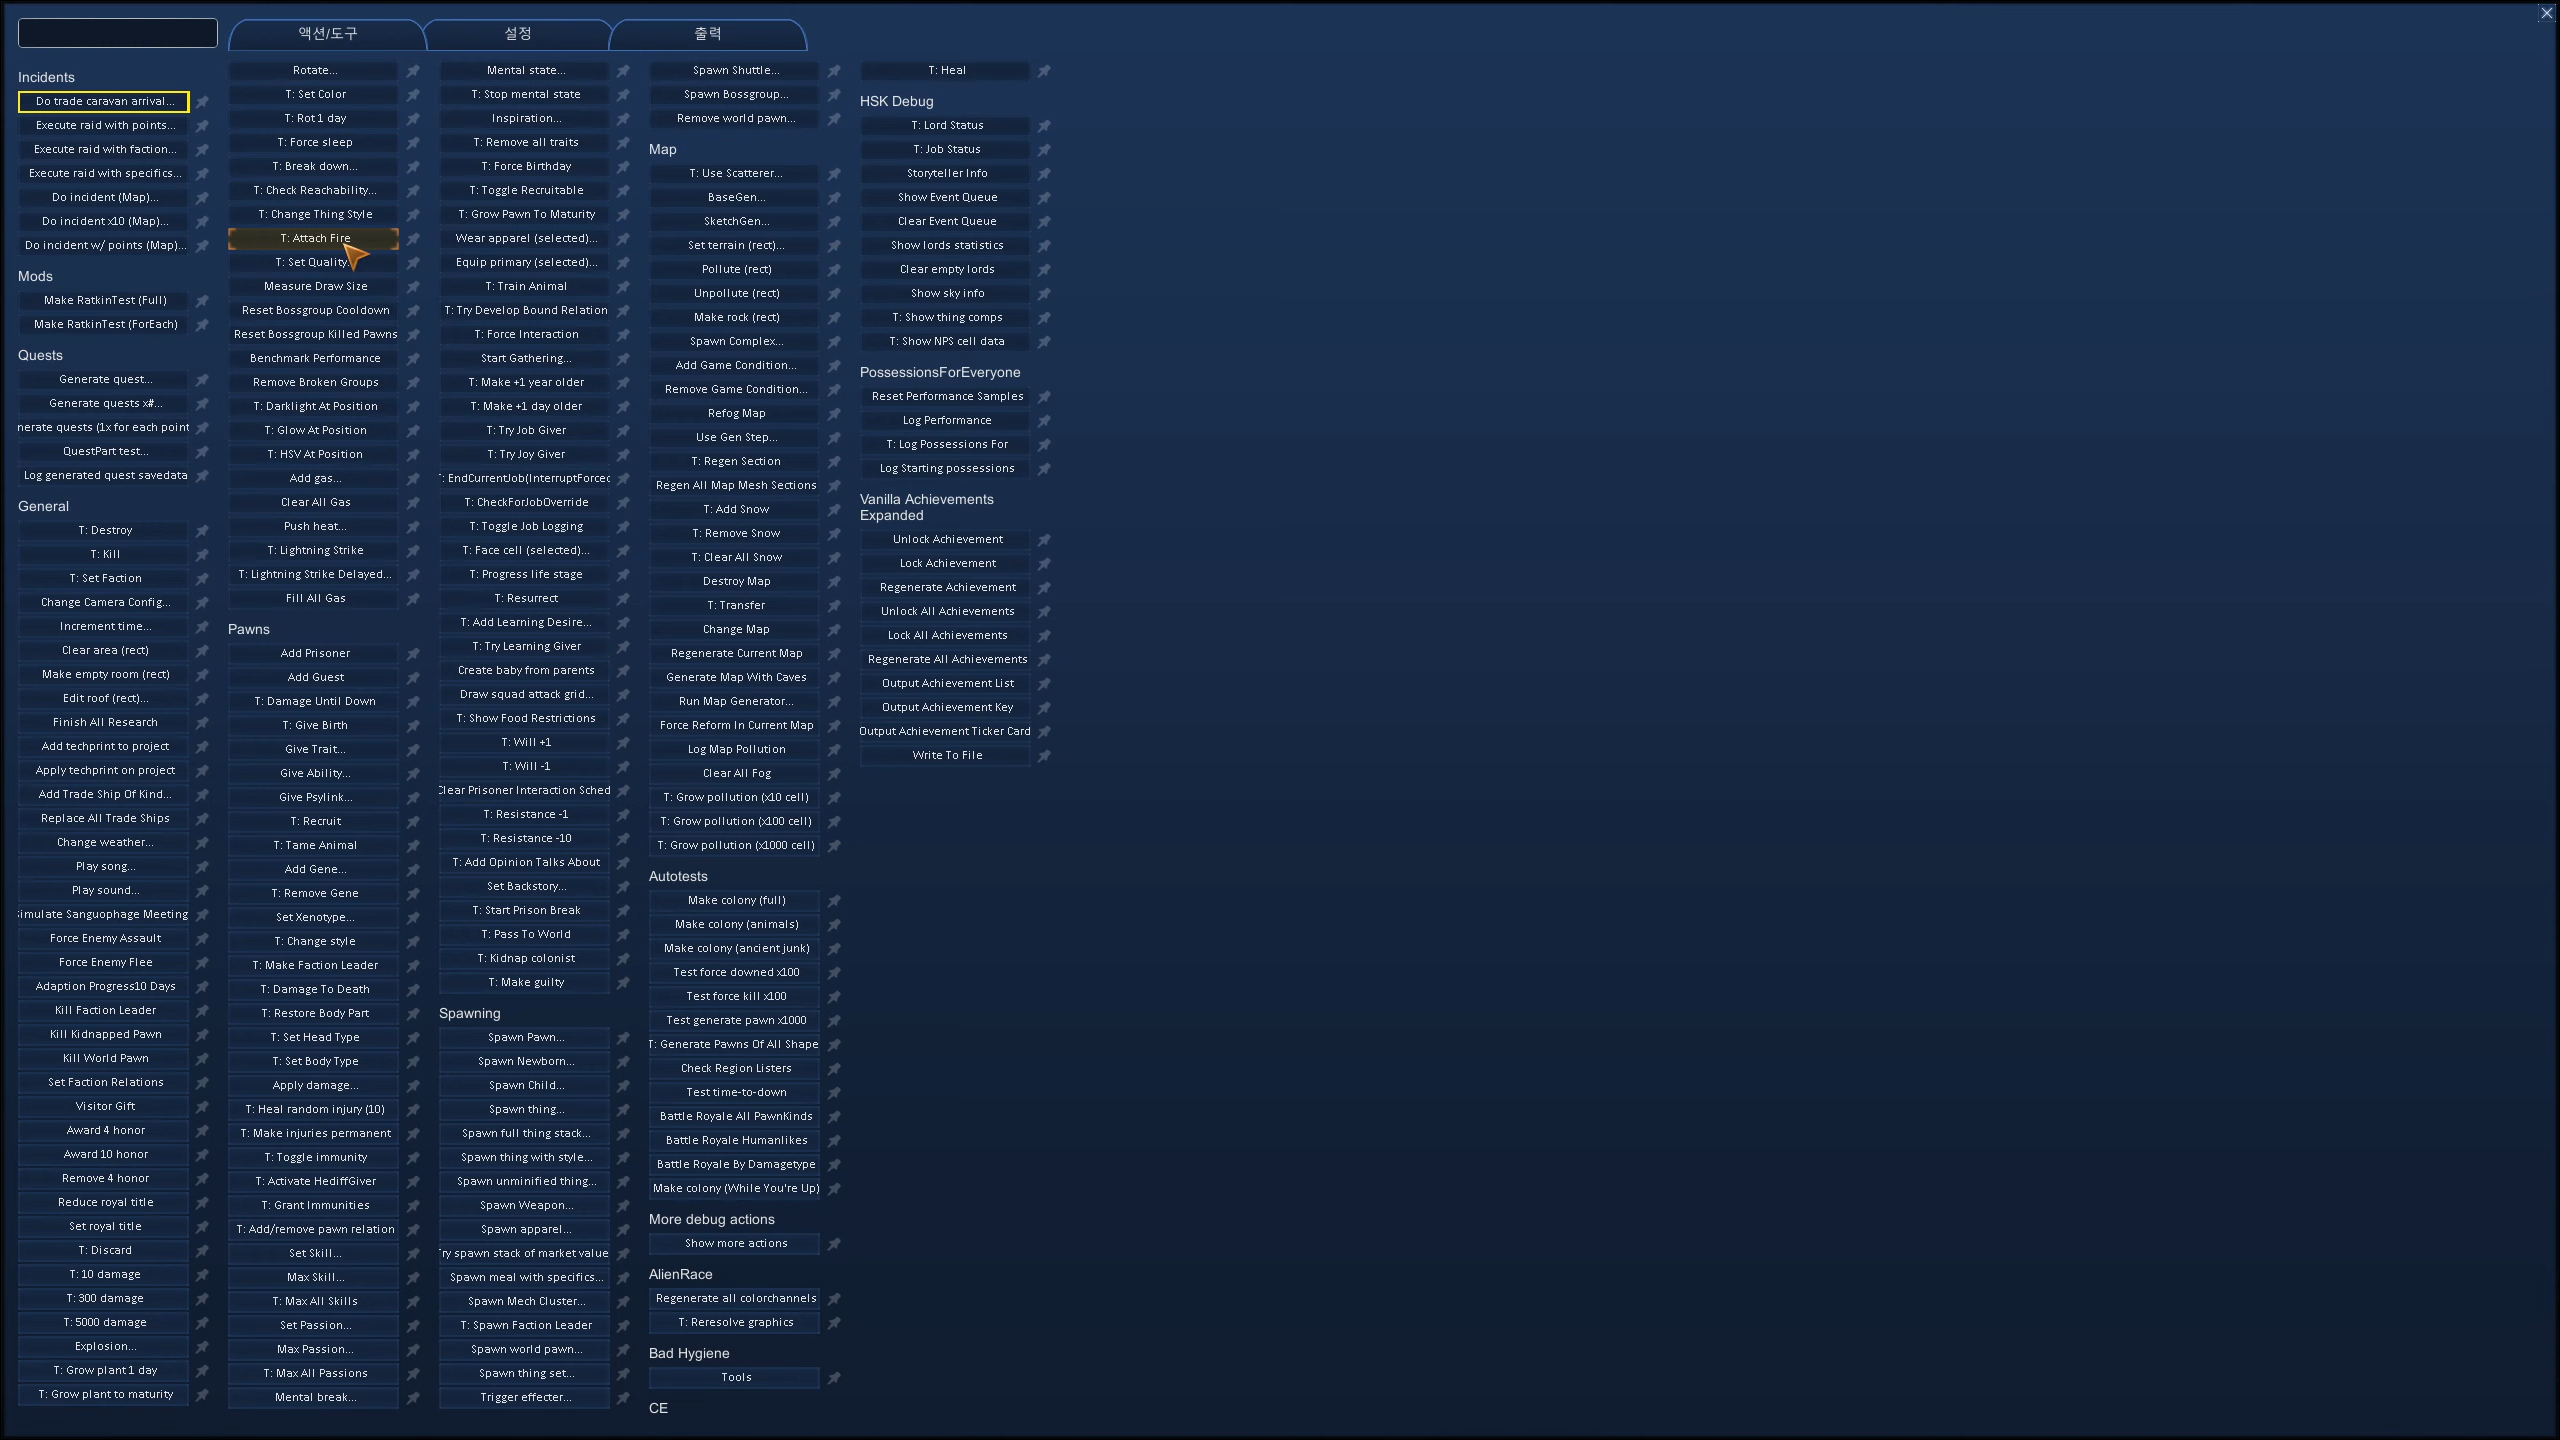 액션/도구
설정
출력
Incidents
Do trade caravan arrival...
Execute raid with points...
Execute raid with faction...
Execute raid with specifics...
Do incident (Map)...
Do incident x10 (Map)...
Do incident w/ points (Map)...
Mods
Make RatkinTest (Full)
Make RatkinTest (ForEach)
Quests
Generate quest...
Generate quests x#...
nerate quests (1x for each point
QuestPart test...
Log generated quest savedata
General
T: Destroy
T: Kill
T: Set Faction
Change Camera Config...
Increment time...
Clear area (rect)
Make empty room (rect)
Edit roof (rect)...
Finish All Research
Add techprint to project
Apply techprint on project
Add Trade Ship Of Kind...
Replace All Trade Ships
Change weather...
Play song...
Play sound...
Simulate Sanguophage Meeting
Force Enemy Assault
Force Enemy Flee
Adaption Progress10 Days
Kill Faction Leader
Kill Kidnapped Pawn
Kill World Pawn
Set Faction Relations
Visitor Gift
Award 4 honor
Award 10 honor
Remove 4 honor
Reduce royal title
Set royal title
T: Discard
T: 10 damage
T: 300 damage
T: 5000 damage
Explosion...
T: Grow plant 1 day
T: Grow plant to maturity
Rotate...
T: Set Color
T: Rot 1 day
T: Force sleep
T: Break down...
T: Check Reachability...
T: Change Thing Style
T: Attach Fire
T: Set Quality
Measure Draw Size
Reset Bossgroup Cooldown
Reset Bossgroup Killed Pawns
Benchmark Performance
Remove Broken Groups
T: Darklight At Position
T: Glow At Position
T: HSV At Position
Add gas...
Clear All Gas
Push heat...
T: Lightning Strike
T: Lightning Strike Delayed...
Fill All Gas
Pawns
Add Prisoner
Add Guest
T: Damage Until Down
T: Give Birth
Give Trait...
Give Ability...
Give Psylink...
T: Recruit
T: Tame Animal
Add Gene...
T: Remove Gene
Set Xenotype...
T: Change style
T: Make Faction Leader
T: Damage To Death
T: Restore Body Part
T: Set Head Type
T: Set Body Type
Apply damage...
T: Heal random injury (10)
T: Make injuries permanent
T: Toggle immunity
T: Activate HediffGiver
T: Grant Immunities
T: Add/remove pawn relation
Set Skill...
Max Skill...
T: Max All Skills
Set Passion...
Max Passion...
T: Max All Passions
Mental break...
Mental state...
T: Stop mental state
Inspiration...
T: Remove all traits
T: Force Birthday
T: Toggle Recruitable
T: Grow Pawn To Maturity
Wear apparel (selected)...
Equip primary (selected)...
T: Train Animal
T: Try Develop Bound Relation
T: Force Interaction
Start Gathering...
T: Make +1 year older
T: Make +1 day older
T: Try Job Giver
T: Try Joy Giver
T: EndCurrentJob(InterruptForced
T: CheckForJobOverride
T: Toggle Job Logging
T: Face cell (selected)...
T: Progress life stage
T: Resurrect
T: Add Learning Desire...
T: Try Learning Giver
Create baby from parents
Draw squad attack grid...
T: Show Food Restrictions
T: Will +1
T: Will -1
Clear Prisoner Interaction Sched
T: Resistance -1
T: Resistance -10
T: Add Opinion Talks About
Set Backstory...
T: Start Prison Break
T: Pass To World
T: Kidnap colonist
T: Make guilty
Spawning
Spawn Pawn...
Spawn Newborn...
Spawn Child...
Spawn thing...
Spawn full thing stack...
Spawn thing with style...
Spawn unminified thing...
Spawn Weapon...
Spawn apparel...
Try spawn stack of market value
Spawn meal with specifics...
Spawn Mech Cluster...
T: Spawn Faction Leader
Spawn world pawn...
Spawn thing set...
Trigger effecter...
Spawn Shuttle...
Spawn Bossgroup...
Remove world pawn...
Map
T: Use Scatterer...
BaseGen...
SketchGen...
Set terrain (rect)...
Pollute (rect)
Unpollute (rect)
Make rock (rect)
Spawn Complex...
Add Game Condition...
Remove Game Condition...
Refog Map
Use Gen Step...
T: Regen Section
Regen All Map Mesh Sections
T: Add Snow
T: Remove Snow
T: Clear All Snow
Destroy Map
T: Transfer
Change Map
Regenerate Current Map
Generate Map With Caves
Run Map Generator...
Force Reform In Current Map
Log Map Pollution
Clear All Fog
T: Grow pollution (x10 cell)
T: Grow pollution (x100 cell)
T: Grow pollution (x1000 cell)
Autotests
Make colony (full)
Make colony (animals)
Make colony (ancient junk)
Test force downed x100
Test force kill x100
Test generate pawn x1000
T: Generate Pawns Of All Shape
Check Region Listers
Test time-to-down
Battle Royale All PawnKinds
Battle Royale Humanlikes
Battle Royale By Damagetype
Make colony (While You're Up)
More debug actions
Show more actions
AlienRace
Regenerate all colorchannels
T: Reresolve graphics
Bad Hygiene
Tools
CE
T: Heal
HSK Debug
T: Lord Status
T: Job Status
Storyteller Info
Show Event Queue
Clear Event Queue
Show lords statistics
Clear empty lords
Show sky info
T: Show thing comps
T: Show NPS cell data
PossessionsForEveryone
Reset Performance Samples
Log Performance
T: Log Possessions For
Log Starting possessions
Vanilla Achievements
Expanded
Unlock Achievement
Lock Achievement
Regenerate Achievement
Unlock All Achievements
Lock All Achievements
Regenerate All Achievements
Output Achievement List
Output Achievement Key
Output Achievement Ticker Card
Write To File